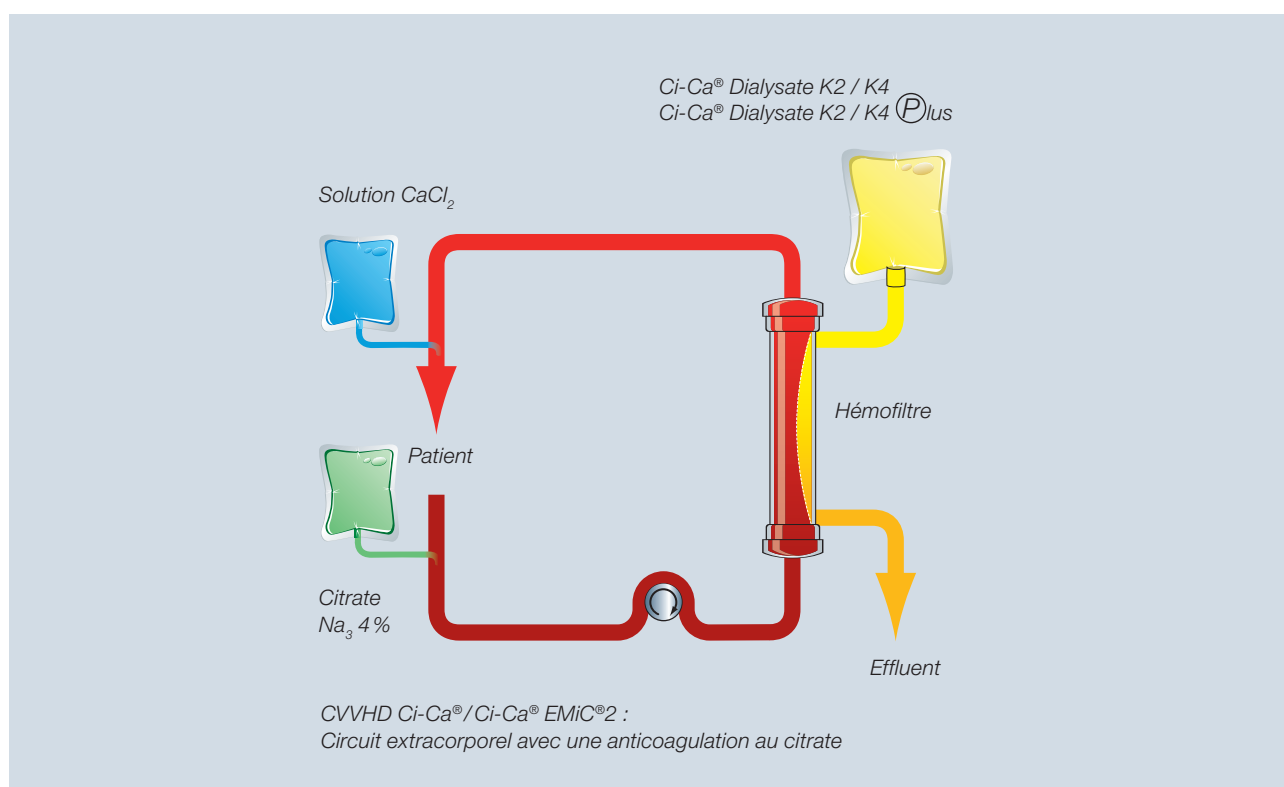 Ci-Ca® Dialysate K2 / K4
Ci-Ca® Dialysate K2 / K4 Ⓟlus
Solution CaCl₂
Hémofiltre
Patient
Citrate
Na₃ 4 %
Effluent
CVVHD Ci-Ca®/Ci-Ca® EMiC®2 :
Circuit extracorporel avec une anticoagulation au citrate